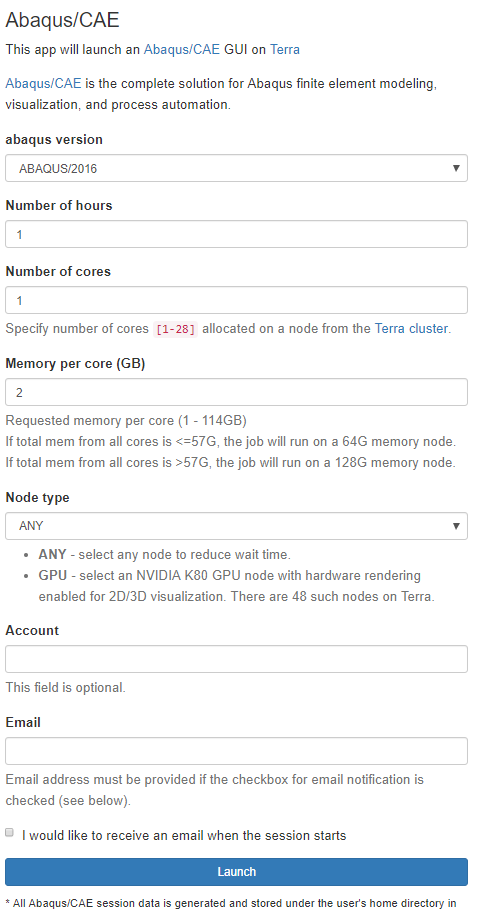 Abaqus/CAE
This app will launch an Abaqus/CAE GUI on Terra
Abaqus/CAE is the complete solution for Abaqus finite element modeling,
visualization, and process automation.
abaqus version
ABAQUS/2016
Number of hours
1
Number of cores
1
Specify number of cores [1-28] allocated on a node from the Terra cluster.
Memory per core (GB)
2
Requested memory per core (1 - 114GB)
If total mem from all cores is <=57G, the job will run on a 64G memory node.
If total mem from all cores is >57G, the job will run on a 128G memory node.
Node type
ANY
• ANY - select any node to reduce wait time.
• GPU - select an NVIDIA K80 GPU node with hardware rendering
enabled for 2D/3D visualization. There are 48 such nodes on Terra.
Account
This field is optional.
Email
Email address must be provided if the checkbox for email notification is
checked (see below).
I would like to receive an email when the session starts
Launch
* All Abaqus/CAE session data is generated and stored under the user's home directory in